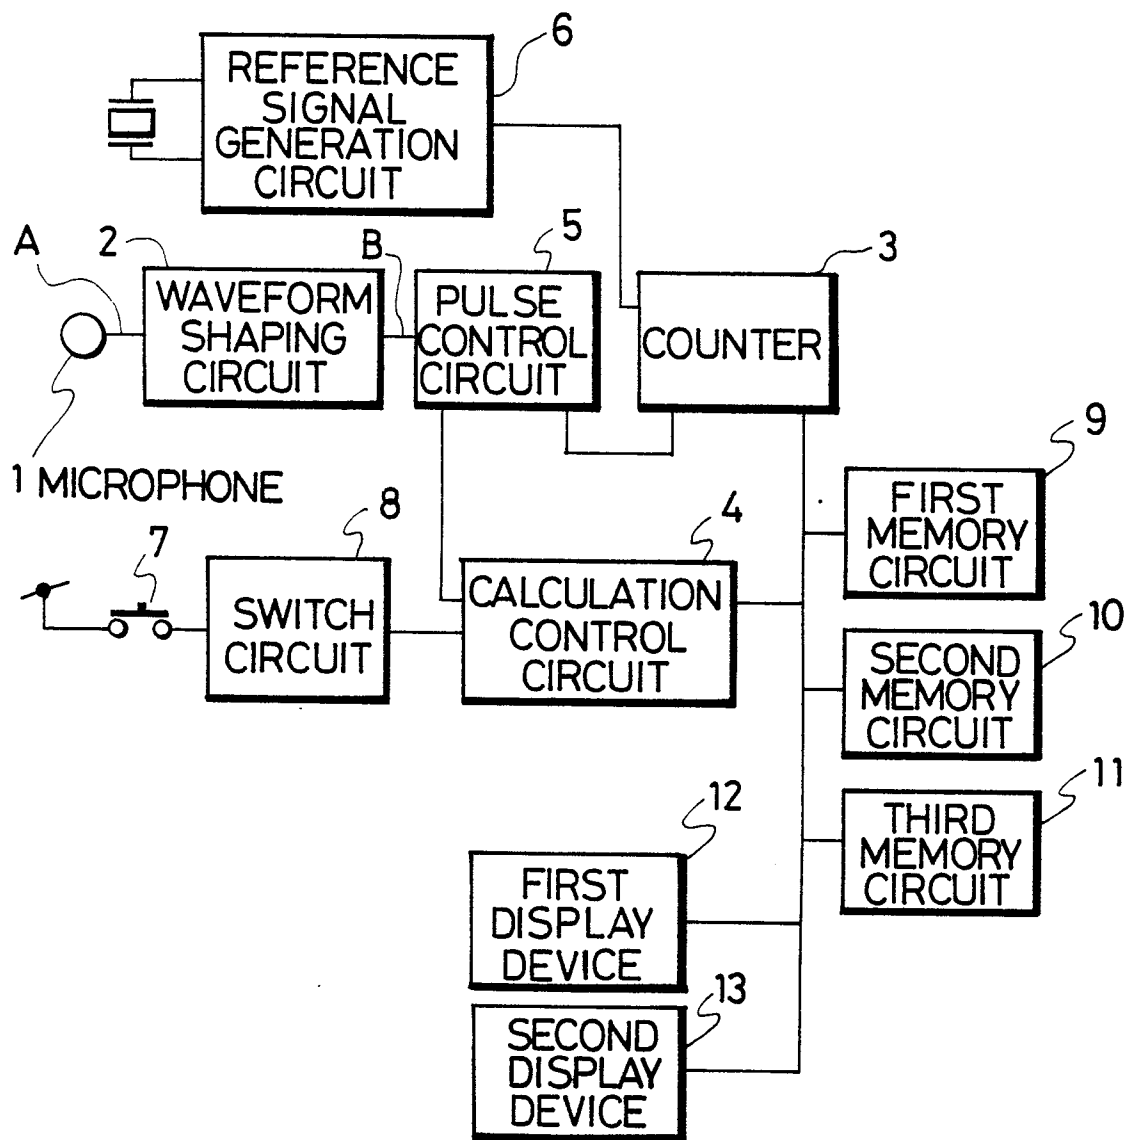 6
REFERENCE
SIGNAL
GENERATION
CIRCUIT
A
2
WAVEFORM
SHAPING
CIRCUIT
B
5
PULSE
CONTROL
CIRCUIT
3
COUNTER
1 MICROPHONE
7
8
SWITCH
CIRCUIT
4
CALCULATION
CONTROL
CIRCUIT
9
FIRST
MEMORY
CIRCUIT
10
SECOND
MEMORY
CIRCUIT
11
THIRD
MEMORY
CIRCUIT
12
FIRST
DISPLAY
DEVICE
13
SECOND
DISPLAY
DEVICE